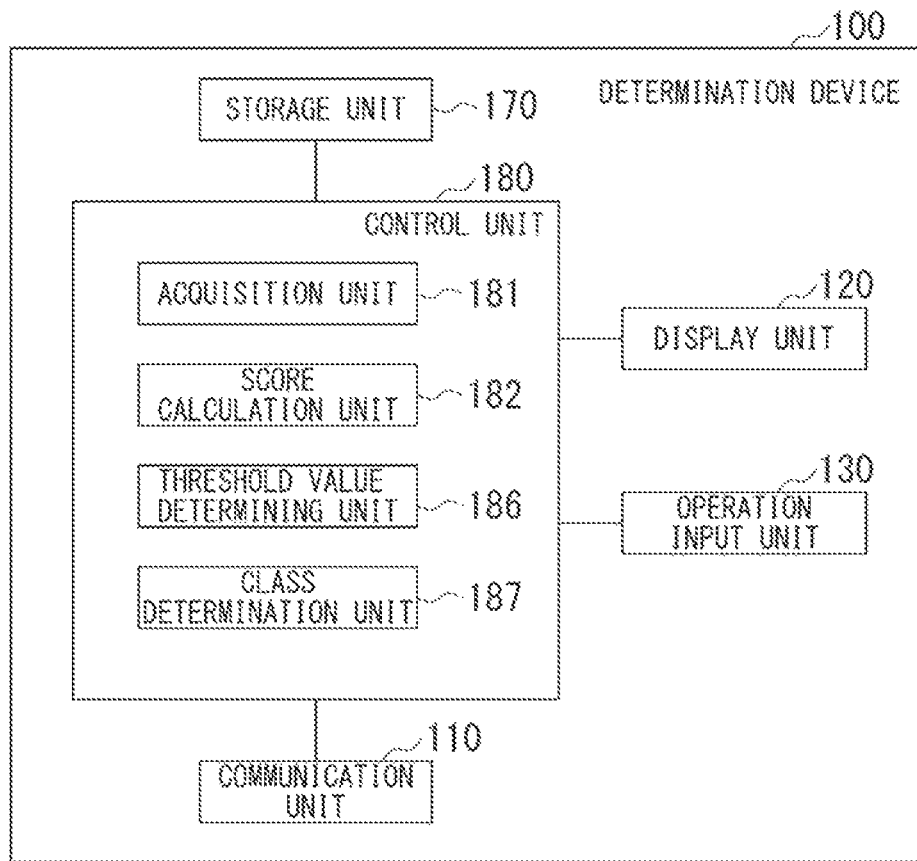 100
DETERMINATION DEVICE
STORAGE UNIT
170
180
CONTROL UNIT
ACQUISITION UNIT
181
SCORE
CALCULATION UNIT
182
THRESHOLD VALUE
DETERMINING UNIT
186
CLASS
DETERMINATION UNIT
187
120
DISPLAY UNIT
130
OPERATION
INPUT UNIT
110
COMMUNICATION
UNIT